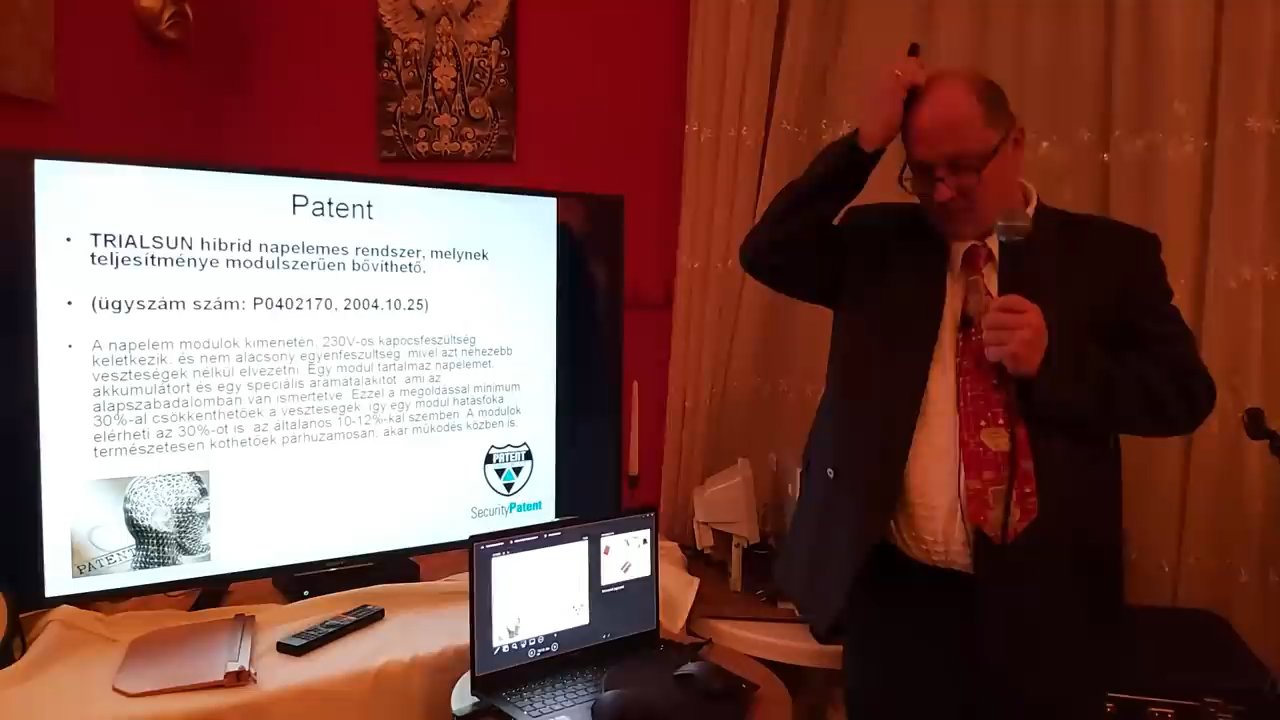 Patent
• TRIALSUN hibrid napelemes rendszer, melynek
teljesítménye modulszerűen bővíthető.
• (ügyszám szám: P0402170, 2004.10.25)
• A napelem modulok kimenetén, 230V-os kapocsfeszültség
keletkezik, és nem alacsony egyenfeszültség, mivel azt nehezebb
veszteségek nélkül elvezetni. Egy modul tartalmaz napelemet,
akkumulátort és egy speciális áramátalakítót, ami az
alapszabadalomban van ismertetve. Ezzel a megoldással minimum
30%-al csökkenthetőek a veszteségek, így egy modul hatásfoka
elérheti az 30%-ot is, az általános 10-12%-kal szemben. A modulok
természetesen köthetőek párhuzamosan, akár működés közben is.
PATENT
SecurityPatent
PATENT